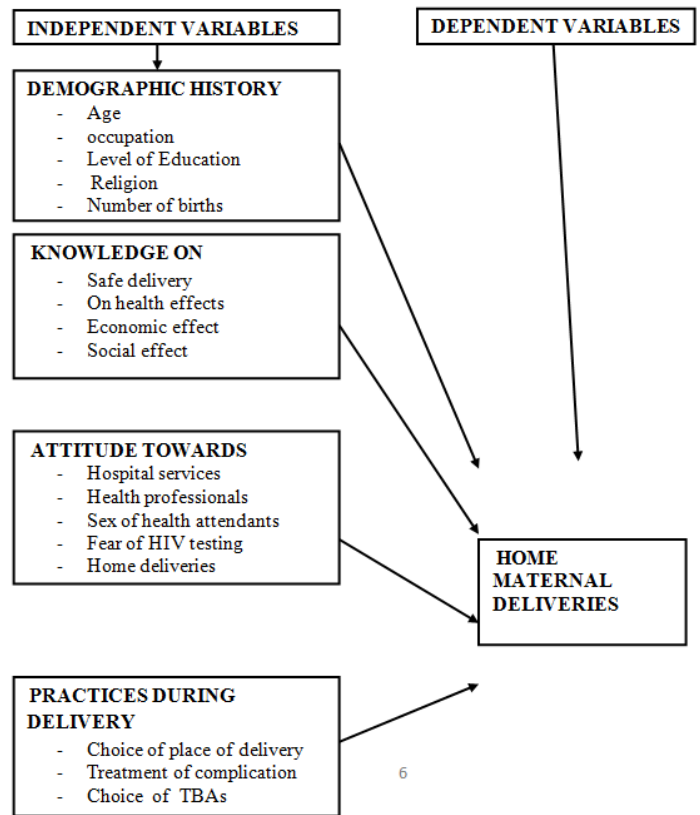 INDEPENDENT VARIABLES
DEPENDENT VARIABLES
DEMOGRAPHIC HISTORY
- Age
- occupation
- Level of Education
- Religion
- Number of births
KNOWLEDGE ON
- Safe delivery
- On health effects
- Economic effect
- Social effect
ATTITUDE TOWARDS
- Hospital services
- Health professionals
- Sex of health attendants
- Fear of HIV testing
- Home deliveries
HOME
MATERNAL
DELIVERIES
PRACTICES DURING
DELIVERY
- Choice of place of delivery
- Treatment of complication
- Choice of TBAs
6